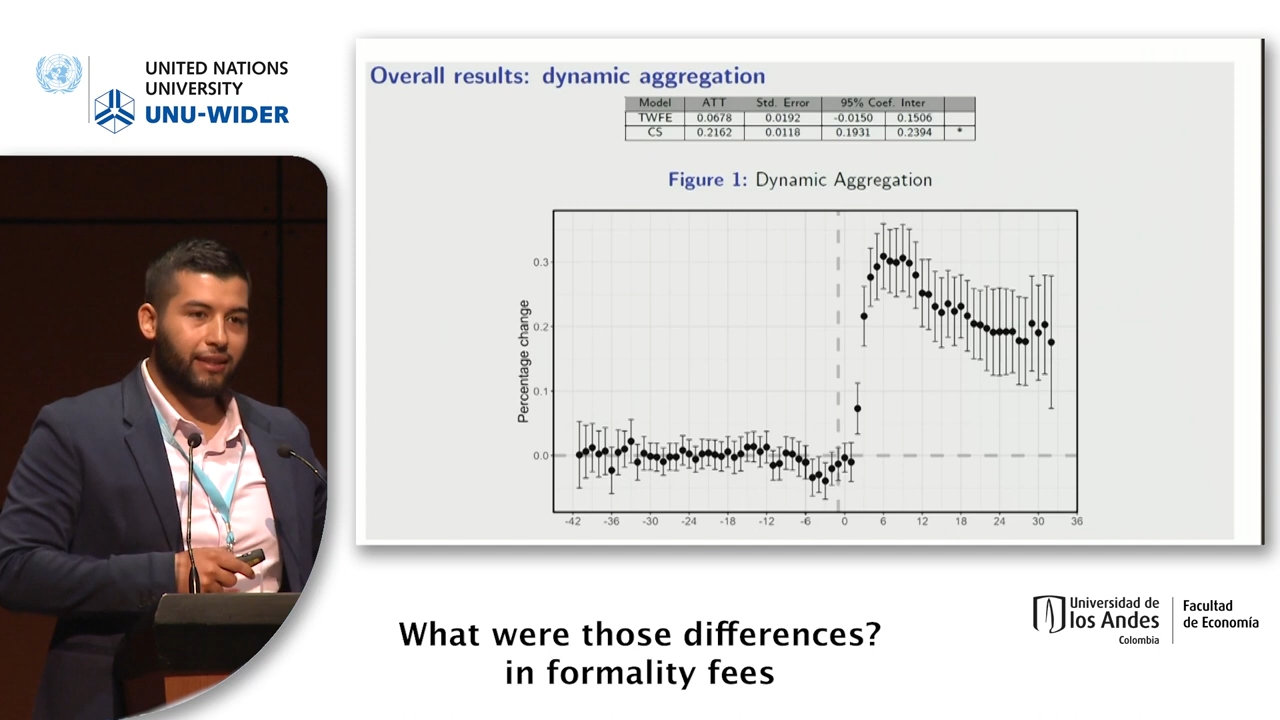 UNITED NATIONS
UNIVERSITY
UNU-WIDER
Overall results: dynamic aggregation
Model ATT Std. Error 95% Coef. Inter
TWFE 0.0678 0.0192 -0.0150 0.1506
CS 0.2162 0.0118 0.1931 0.2394 *
Figure 1: Dynamic Aggregation
Percentage change
0.3
0.2
0.1
0.0
-42 -36 -30 -24 -18 -12 -6 0 6 12 18 24 30 36
What were those differences?
in formality fees
Universidad de
los Andes
Colombia
Facultad
de Economía